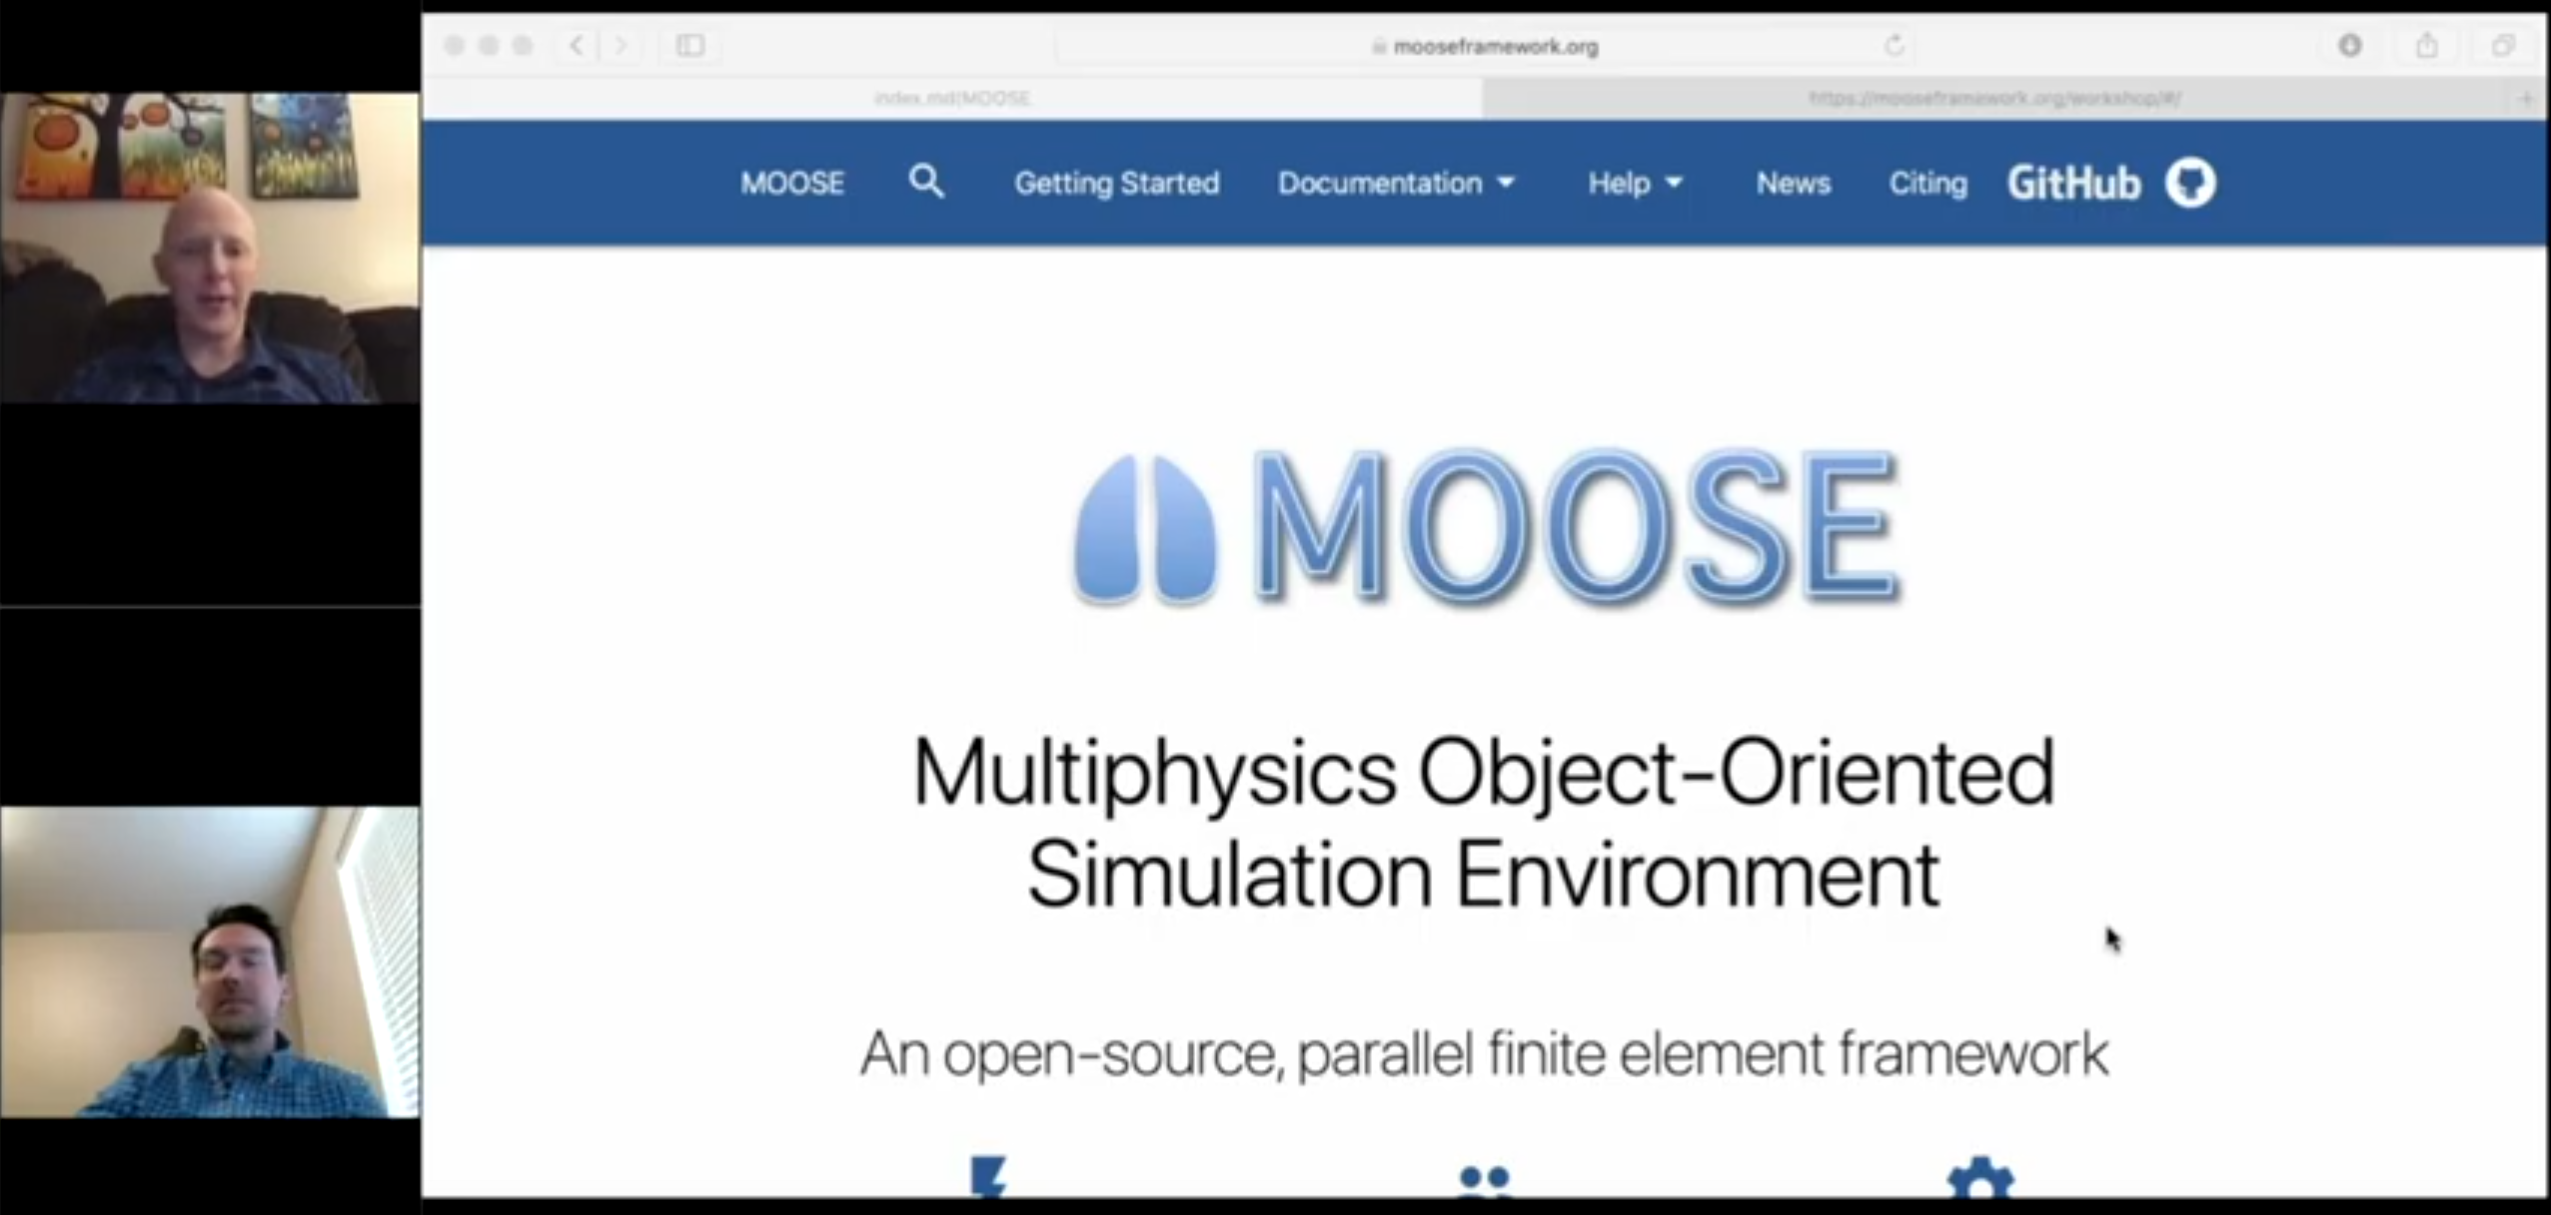 mooseframework.org
index.md|MOOSE
https://mooseframework.org/workshop/#/
MOOSE
Getting Started
Documentation
Help
News
Citing
GitHub
MOOSE
Multiphysics Object-Oriented
Simulation Environment
An open-source, parallel finite element framework